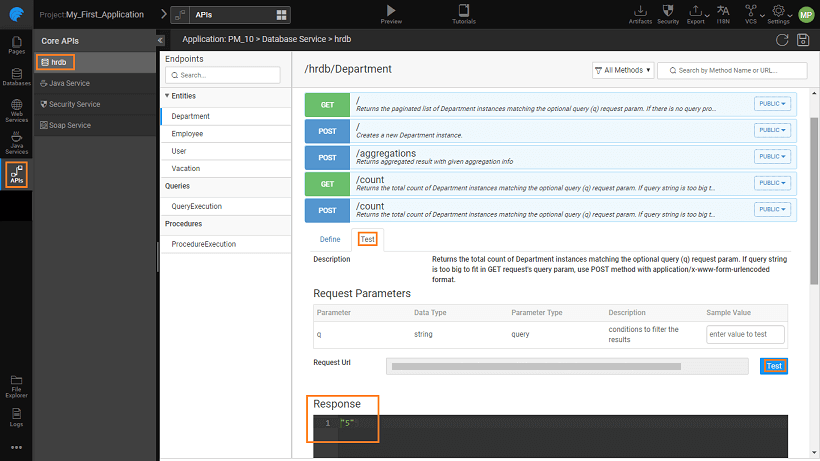 Project:My_First_Application
APIs
Preview
Tutorials
Artifacts
Security
Export
I18N
VCS
Settings
MP
Pages
Databases
Web
Services
Java
Services
APIs
File
Explorer
Logs
Core APIs
hrdb
Java Service
Security Service
Soap Service
Application: PM_10 > Database Service > hrdb
Endpoints
Search...
Entities
Department
Employee
User
Vacation
Queries
QueryExecution
Procedures
ProcedureExecution
/hrdb/Department
All Methods
Search by Method Name or URL...
GET
/
Returns the paginated list of Department instances matching the optional query (q) request param. If there is no query pro...
PUBLIC
POST
/
Creates a new Department instance.
PUBLIC
POST
/aggregations
Returns aggregated result with given aggregation info
PUBLIC
GET
/count
Returns the total count of Department instances matching the optional query (q) request param. If query string is too big t...
PUBLIC
POST
/count
Returns the total count of Department instances matching the optional query (q) request param. If query string is too big t...
PUBLIC
Define
Test
Description
Returns the total count of Department instances matching the optional query (q) request param. If query string
is too big to fit in GET request's query param, use POST method with application/x-www-form-urlencoded
format.
Request Parameters
Parameter Data Type Parameter Type Description Sample Value
q string query conditions to filter the
results
enter value to test
Request Url
Test
Response
1 "5"